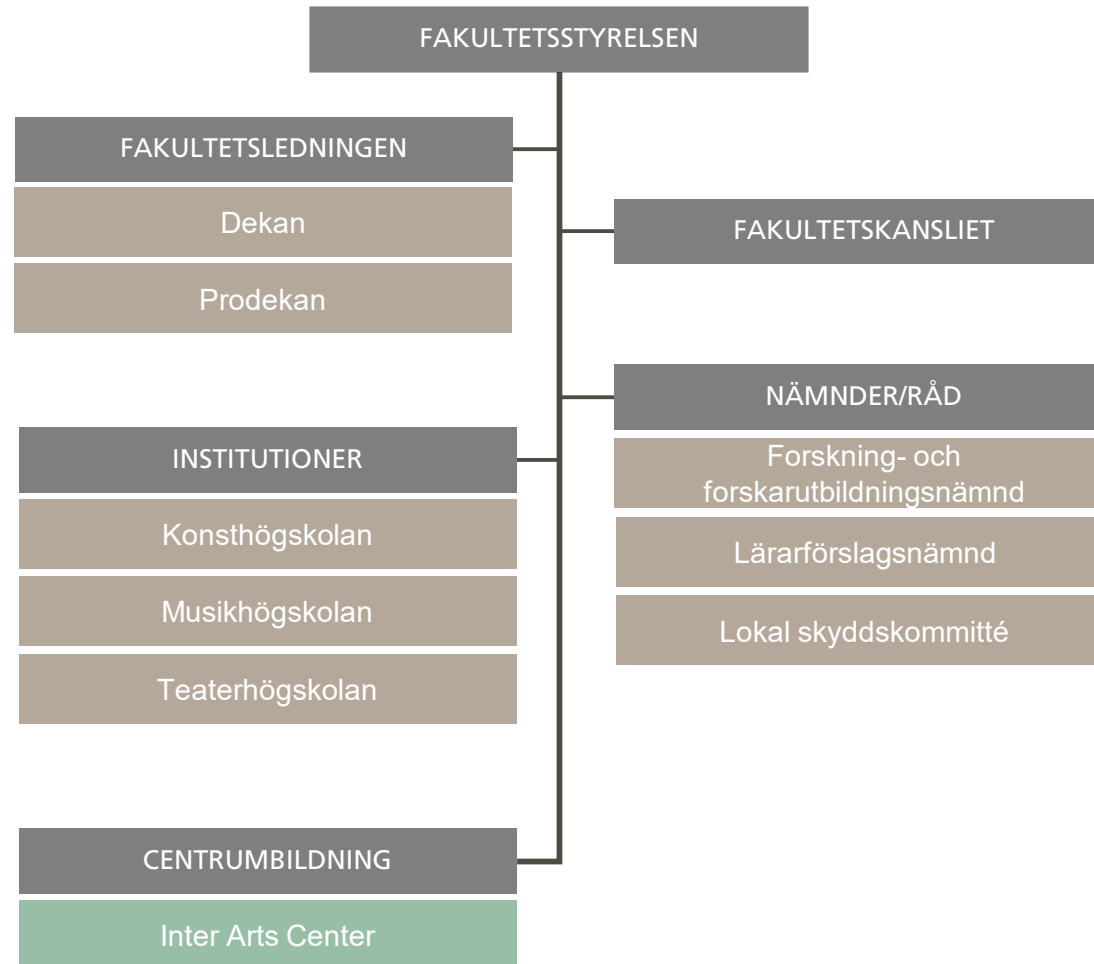 FAKULTETSSTYRELSEN
FAKULTETSLEDNINGEN
Dekan
Prodekan
FAKULTETSKANSLIET
NÄMNDER/RÅD
Forskning- och
forskarutbildningsnämnd
Lärarförslagsnämnd
Lokal skyddskommitté
INSTITUTIONER
Konsthögskolan
Musikhögskolan
Teaterhögskolan
CENTRUMBILDNING
Inter Arts Center